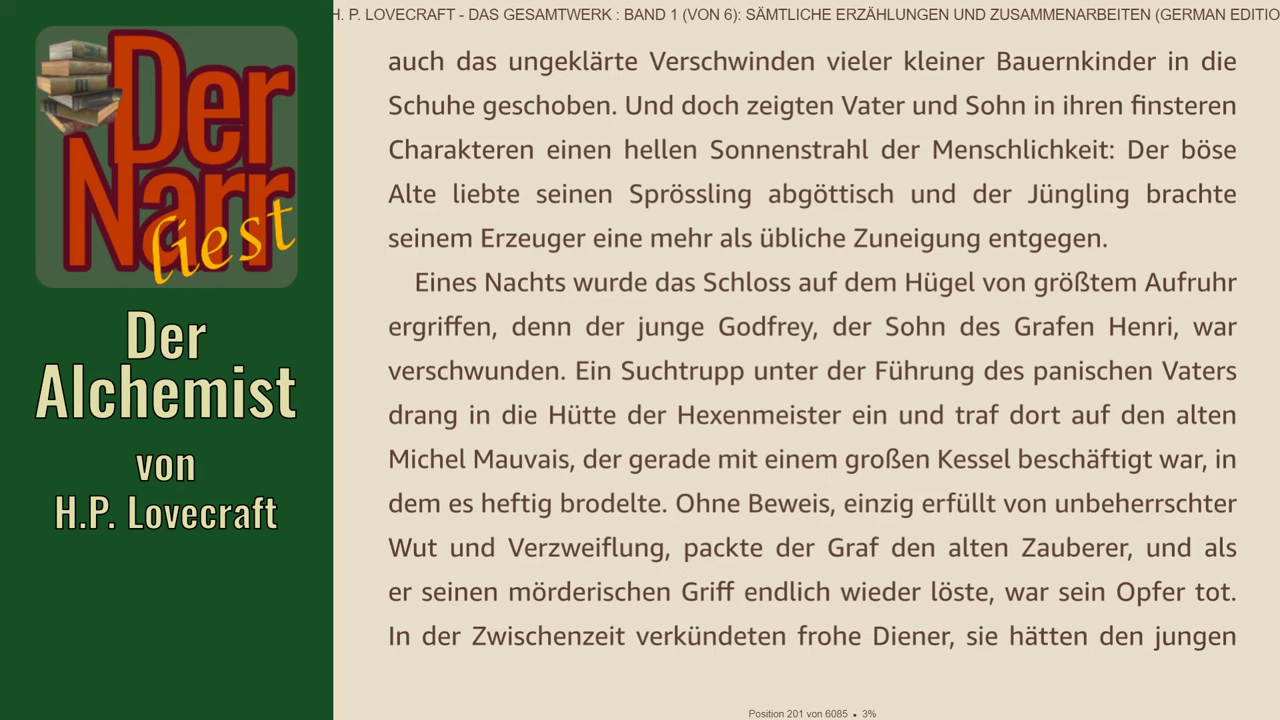 Der
Narr
liest
Der
Alchemist
von
H.P. Lovecraft
H. P. LOVECRAFT - DAS GESAMTWERK : BAND 1 (VON 6): SÄMTLICHE ERZÄHLUNGEN UND ZUSAMMENARBEITEN (GERMAN EDITIO
auch das ungeklärte Verschwinden vieler kleiner Bauernkinder in die
Schuhe geschoben. Und doch zeigten Vater und Sohn in ihren finsteren
Charakteren einen hellen Sonnenstrahl der Menschlichkeit: Der böse
Alte liebte seinen Sprössling abgöttisch und der Jüngling brachte
seinem Erzeuger eine mehr als übliche Zuneigung entgegen.
Eines Nachts wurde das Schloss auf dem Hügel von größtem Aufruhr
ergriffen, denn der junge Godfrey, der Sohn des Grafen Henri, war
verschwunden. Ein Suchtrupp unter der Führung des panischen Vaters
drang in die Hütte der Hexenmeister ein und traf dort auf den alten
Michel Mauvais, der gerade mit einem großen Kessel beschäftigt war, in
dem es heftig brodelte. Ohne Beweis, einzig erfüllt von unbeherrschter
Wut und Verzweiflung, packte der Graf den alten Zauberer, und als
er seinen mörderischen Griff endlich wieder löste, war sein Opfer tot.
In der Zwischenzeit verkündeten frohe Diener, sie hätten den jungen
Position 201 von 6085 • 3%